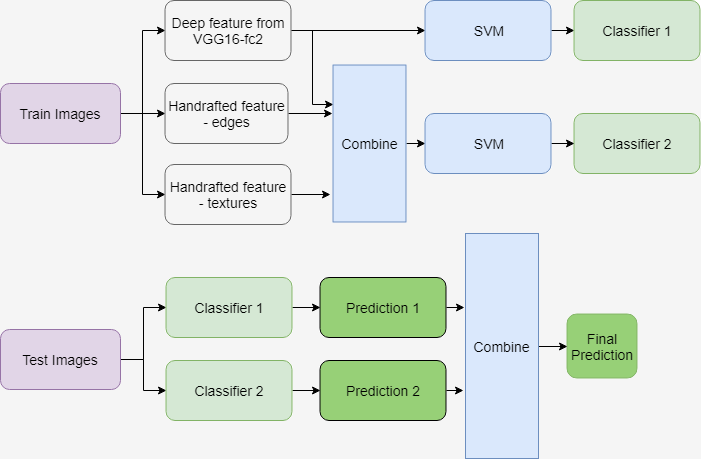 Deep feature from
VGG16-fc2
SVM
Classifier 1
Train Images
Handrafted feature
- edges
Combine
SVM
Classifier 2
Handrafted feature
- textures
Test Images
Classifier 1
Prediction 1
Classifier 2
Prediction 2
Combine
Final
Prediction